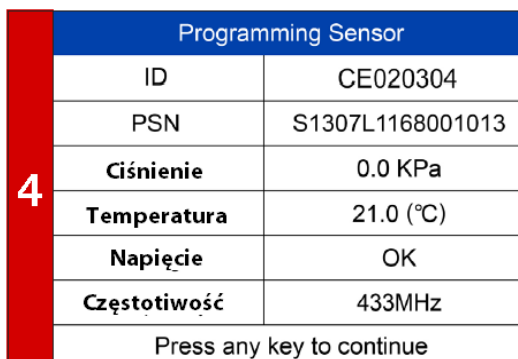 Programming Sensor
4
ID CE020304
PSN S1307L1168001013
Ciśnienie 0.0 KPa
Temperatura 21.0 (℃)
Napięcie OK
Częstotiwość 433MHz
Press any key to continue